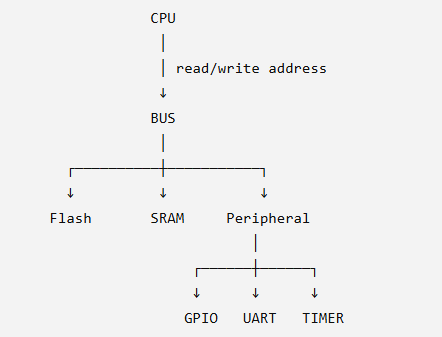 CPU
read/write address
BUS
Flash SRAM Peripheral
GPIO UART TIMER